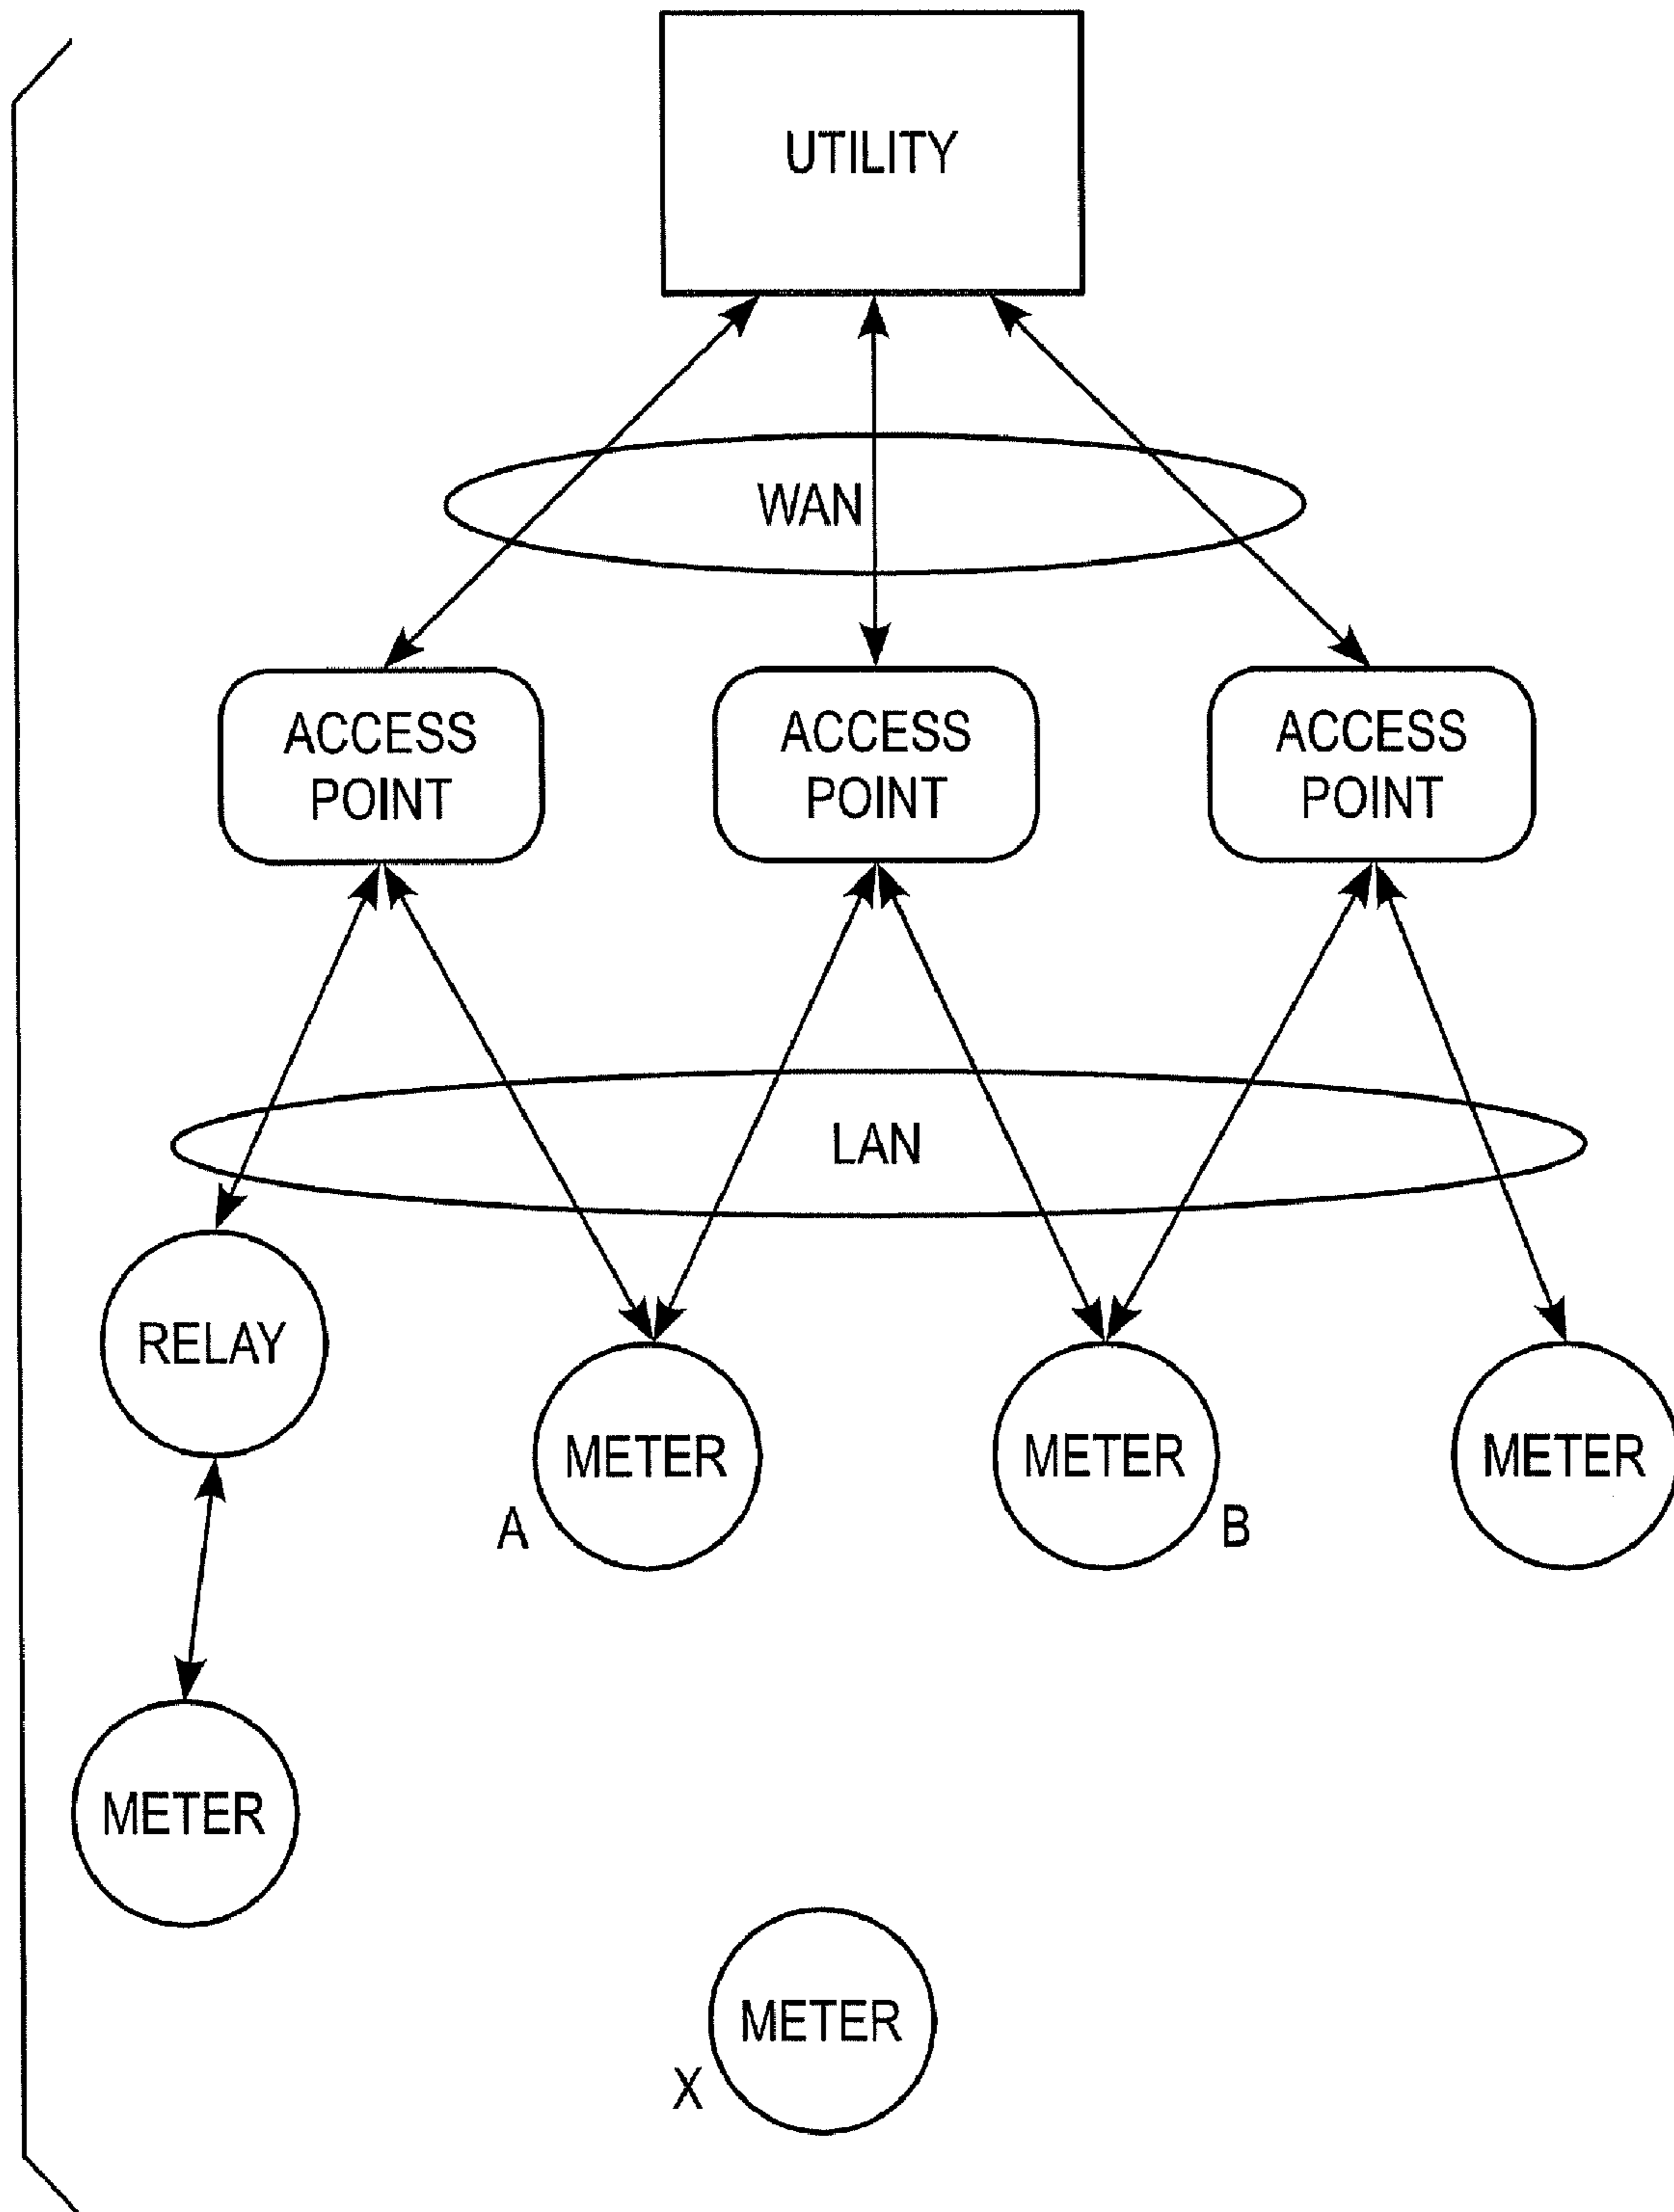 UTILITY
WAN
ACCESS
POINT
ACCESS
POINT
ACCESS
POINT
LAN
RELAY
METER
A
METER
B
METER
METER
METER
X